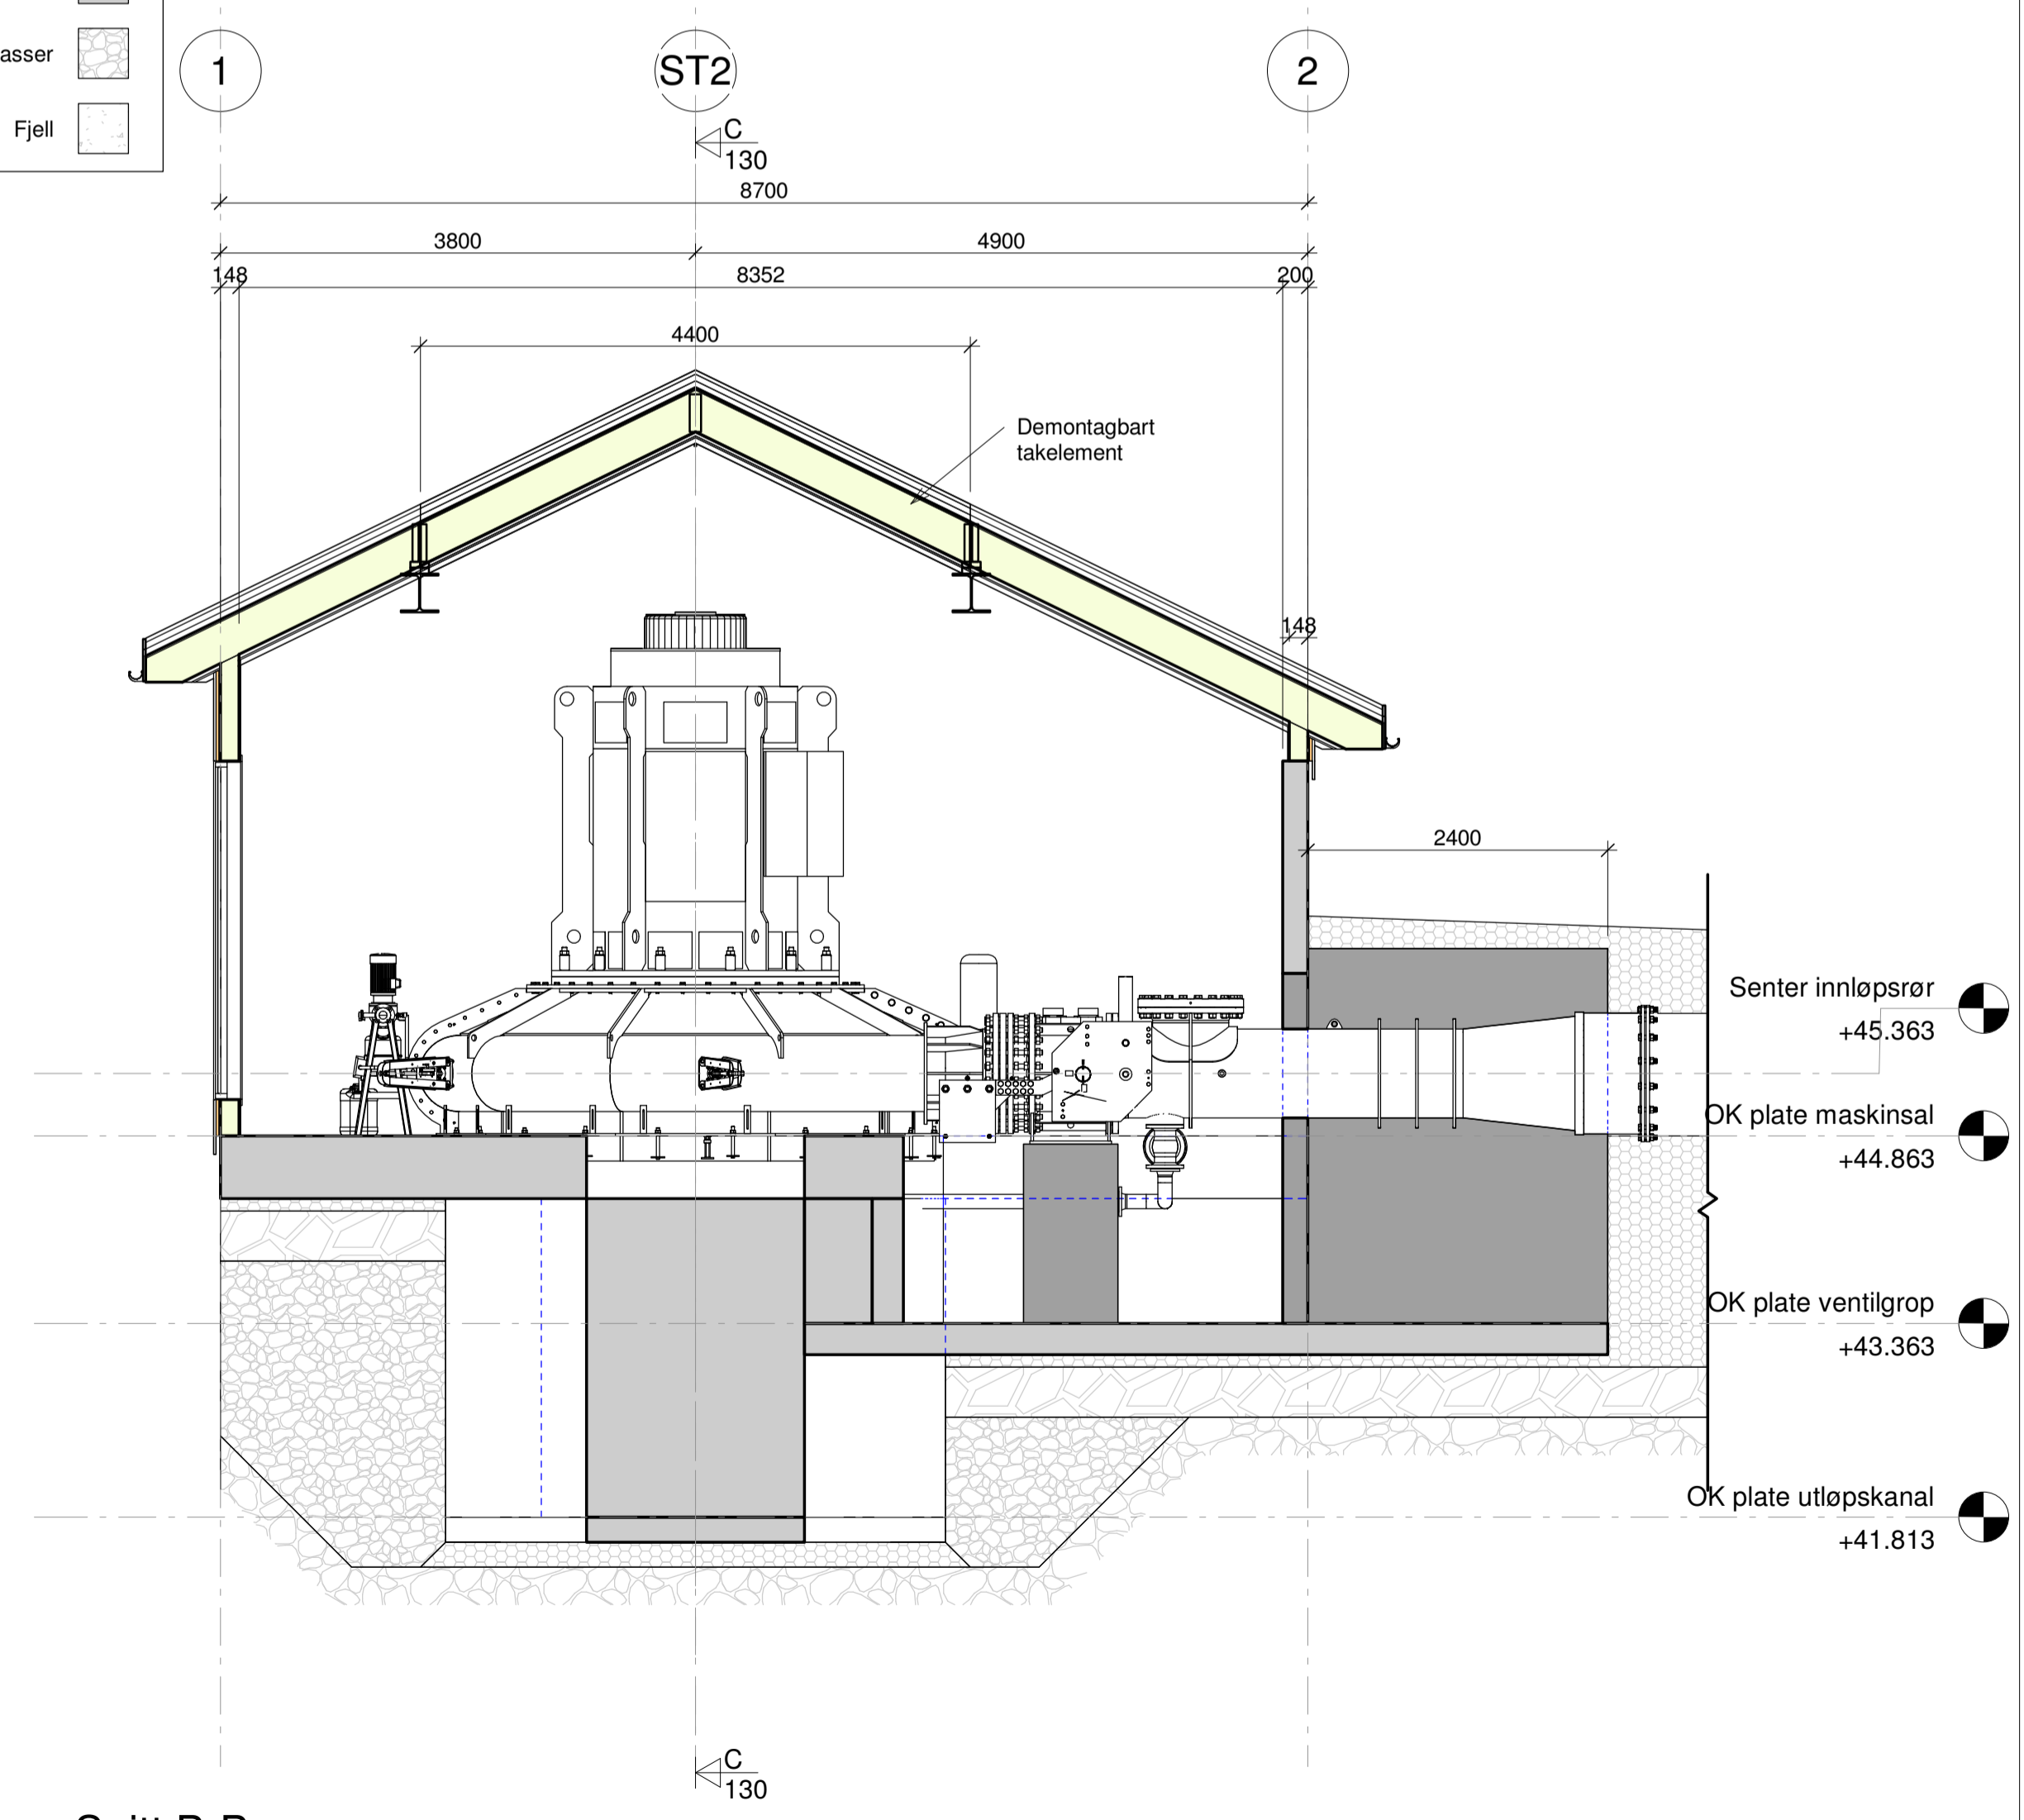 asser
Fjell
1
ST2
2
C
130
8700
3800
4900
148
8352
200
4400
Demontagbart
takelement
148
2400
Senter innløpsrør
+45.363
OK plate maskinsal
+44.863
OK plate ventilgrop
+43.363
OK plate utløpskanal
+41.813
C
130